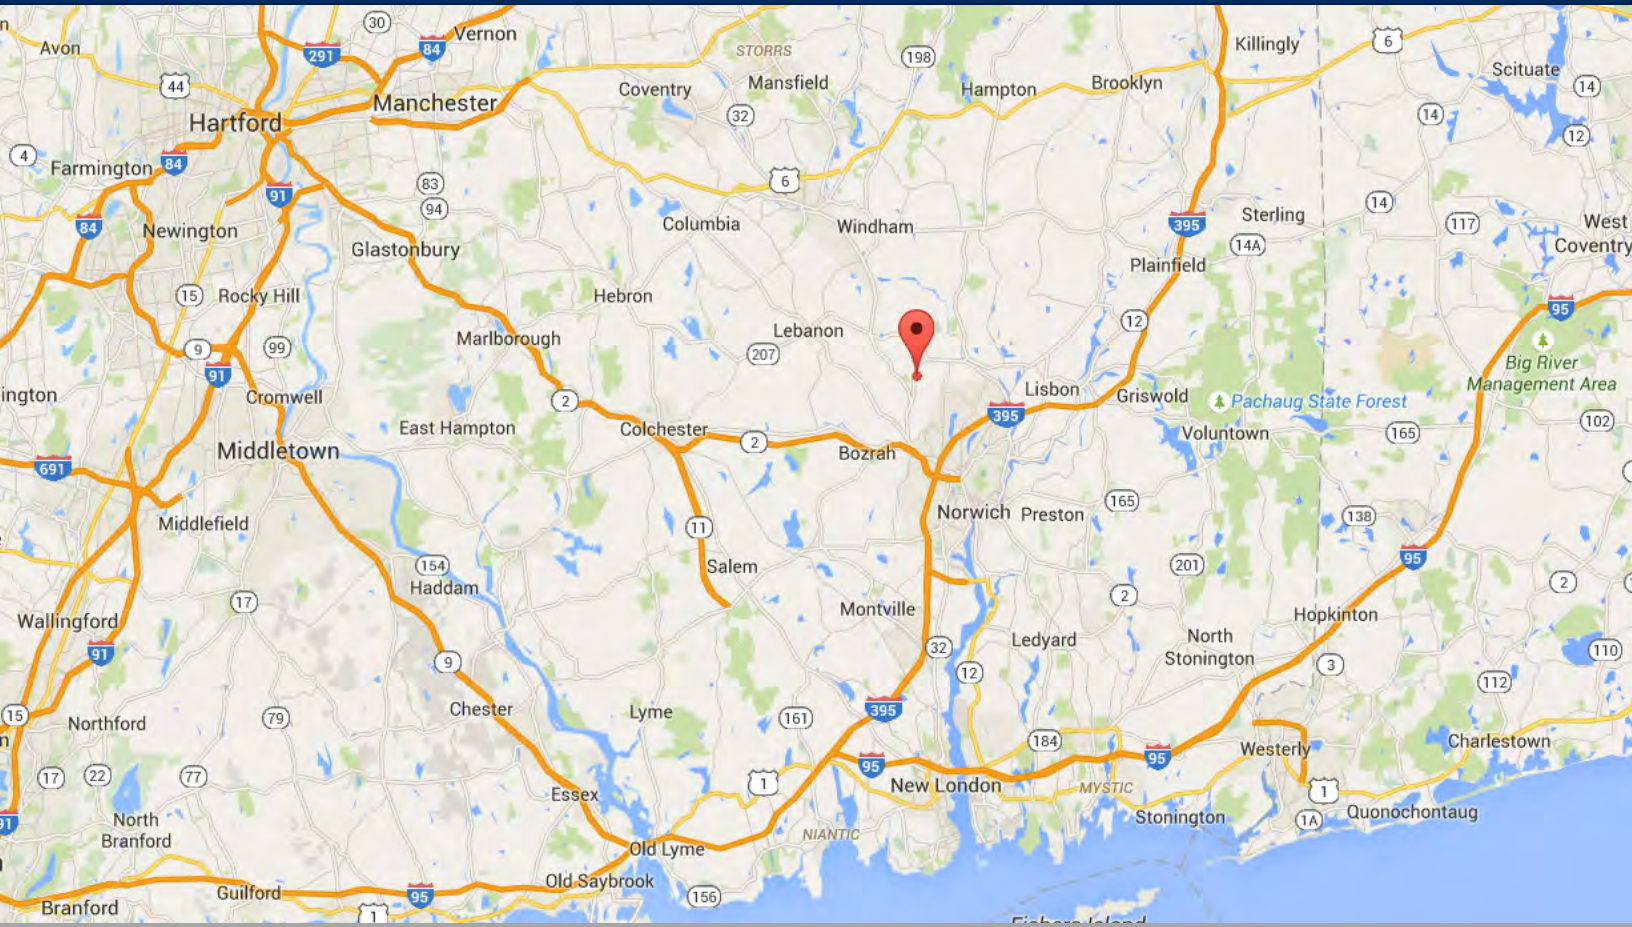 30
Vernon
Avon
291
84
STORRS
198
Killingly
6
Scituate
44
Coventry
Mansfield
Hampton
Brooklyn
14
Manchester
32
14
Hartford
12
4
Farmington
84
83
6
91
94
14
84
Newington
Columbia
Windham
395
Sterling
117
West
Coventry
Glastonbury
14A
Plainfield
15
Rocky Hill
Hebron
95
Marlborough
Lebanon
12
9
99
207
Big River
Management Area
91
ington
Cromwell
2
Lisbon
Griswold
Pachaug State Forest
395
East Hampton
Colchester
2
Voluntown
165
102
Middletown
Bozrah
691
165
Middlefield
11
Norwich
Preston
138
154
Salem
201
95
Haddam
2
2
17
Montville
Hopkinton
Wallingford
91
32
Ledyard
North
Stonington
110
9
12
3
112
15
Northford
79
Chester
Lyme
161
395
184
Westerly
Charlestown
17
22
77
1
95
New London
95
MYSTIC
1
91
North
Branford
Essex
NIANTIC
Stonington
1A
Quonochontaug
Old Lyme
Guilford
95
Old Saybrook
156
Branford
1